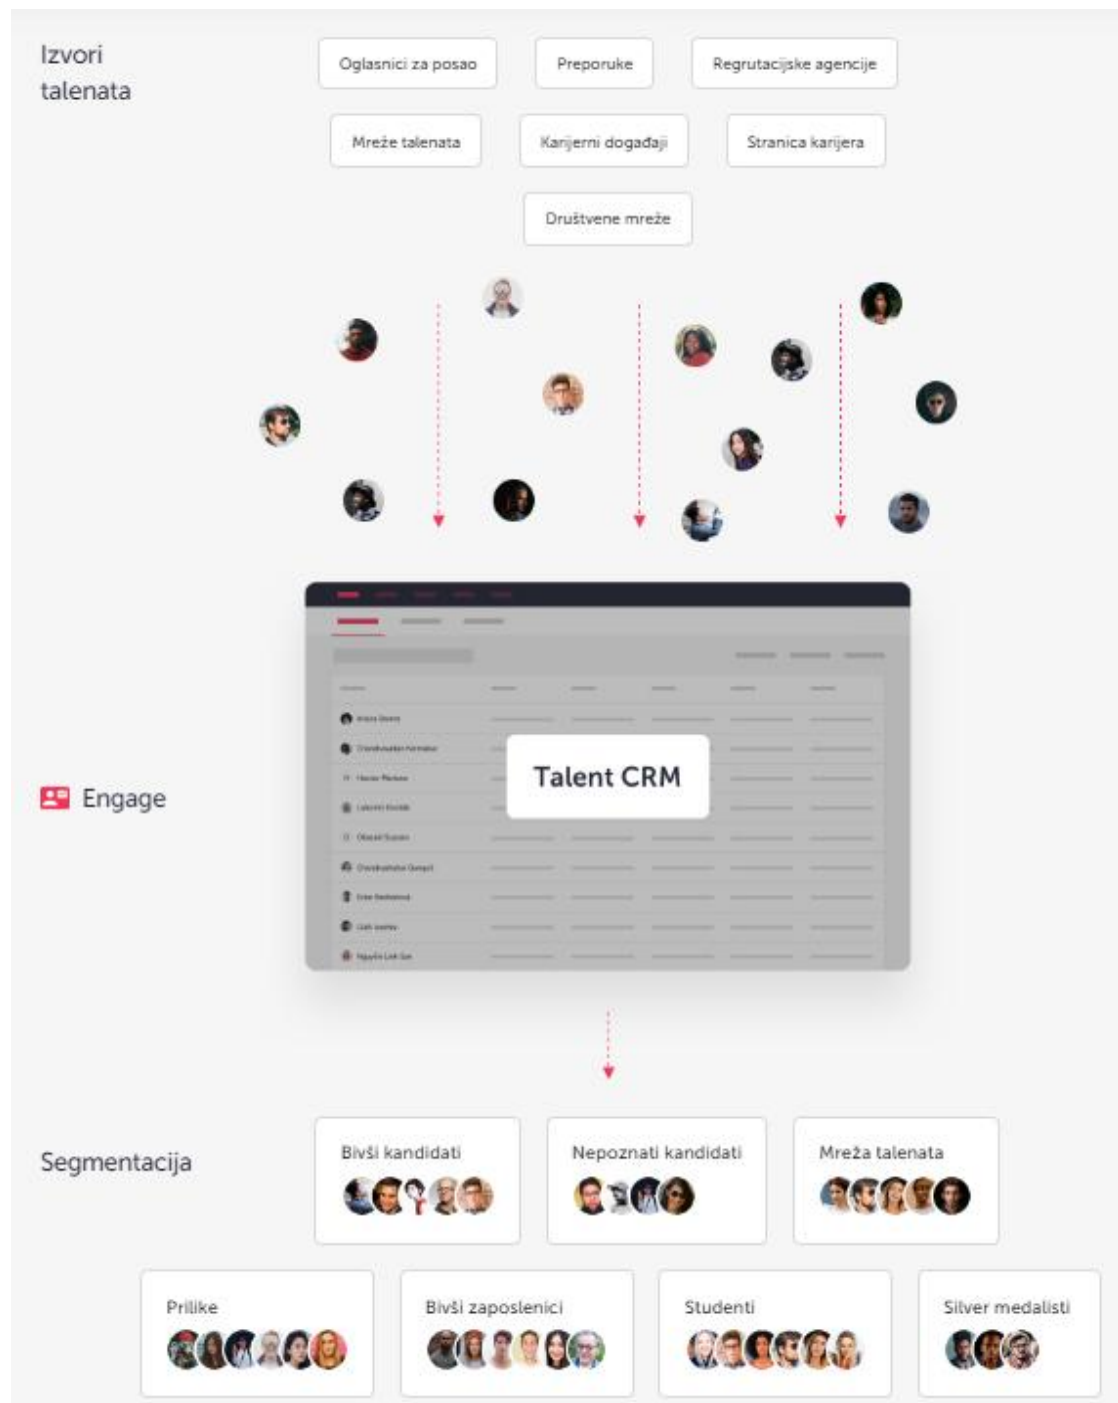 Izvori
talenata
Oglasnici za posao
Preporuke
Regrutacijske agencije
Mreže talenata
Karijerni događaji
Stranica karijera
Društvene mreže
Talent CRM
Engage
Segmentacija
Bivši kandidati
Nepoznati kandidati
Mreža talenata
Prilike
Bivši zaposlenici
Studenti
Silver medalisti